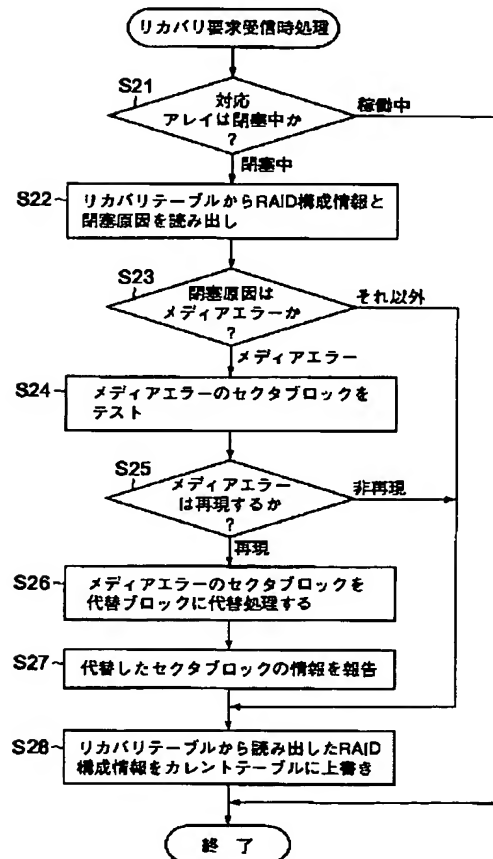 リカバリ要求受信時処理
S21
対応
アレイは閉塞中か
?
稼働中
閉塞中
S22
リカバリテーブルからRAID構成情報と
閉塞原因を読み出し
S23
閉塞原因は
メディアエラーか
?
それ以外
メディアエラー
S24
メディアエラーのセクタブロックを
テスト
S25
メディアエラー
は再現するか
?
非再現
再現
S26
メディアエラーのセクタブロックを
代替ブロックに代替処理する
S27
代替したセクタブロックの情報を報告
S28
リカバリテーブルから読み出したRAID
構成情報をカレントテーブルに上書き
終了